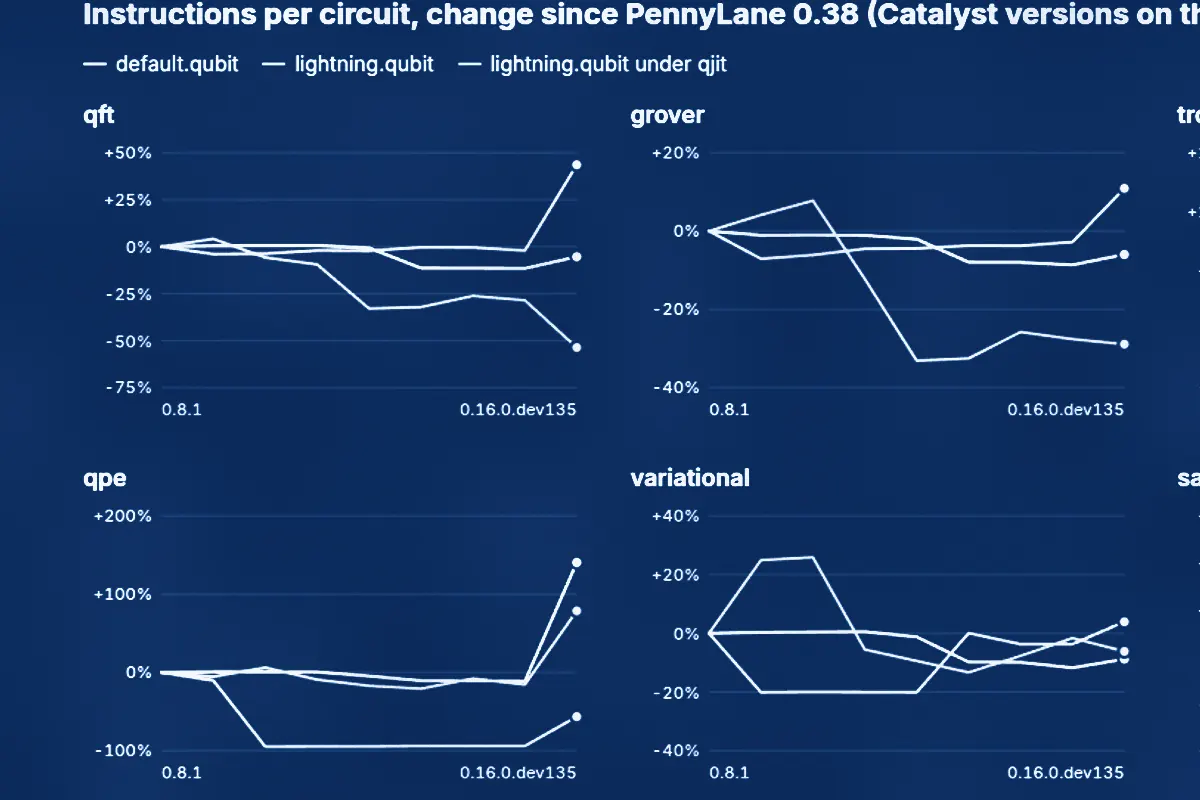 Instructions per circuit, change since PennyLane 0.38 (Catalyst versions on
default.qubit lightning.qubit lightning.qubit under qjit
qft
+50%
+25%
0%
-25%
-50%
-75%
0.8.1 0.16.0.dev135
grover
+20%
0%
-20%
-40%
0.8.1 0.16.0.dev135
qpe
+200%
+100%
0%
-100%
0.8.1 0.16.0.dev135
variational
+40%
+20%
0%
-20%
-40%
0.8.1 0.16.0.dev135